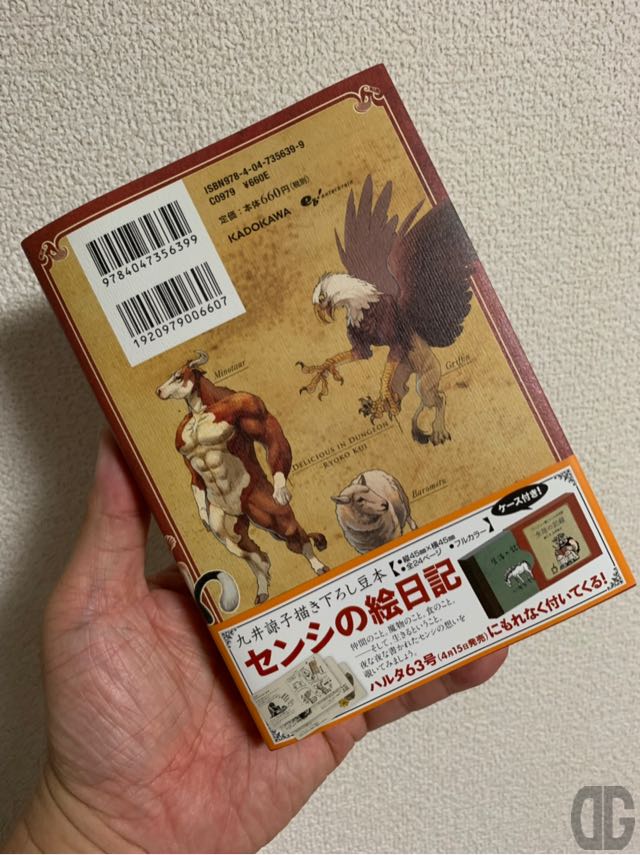 ISBN978-4-04-735639-9
C0979 ¥660E
定価：本体660円(税別)
KADOKAWA
enterbrain
9784047356399
1920979006607
Minotaur
Griffin
DELICIOUS IN DUNGEON
RYOKO KUI
Barometu
九井諒子描き下ろし豆本
【●縦45㎜×横45㎜
●全24ページ ●フルカラー】
センシの絵日記
仲間のこと。魔物のこと。食のこと。
──そして、生きるということ。
夜な夜な書かれたセンシの想いを
覗いてみましょう。
ケース付き!
生活の記
ハルタ63号(4月15日発売)にもれなく付いてくる!
DG